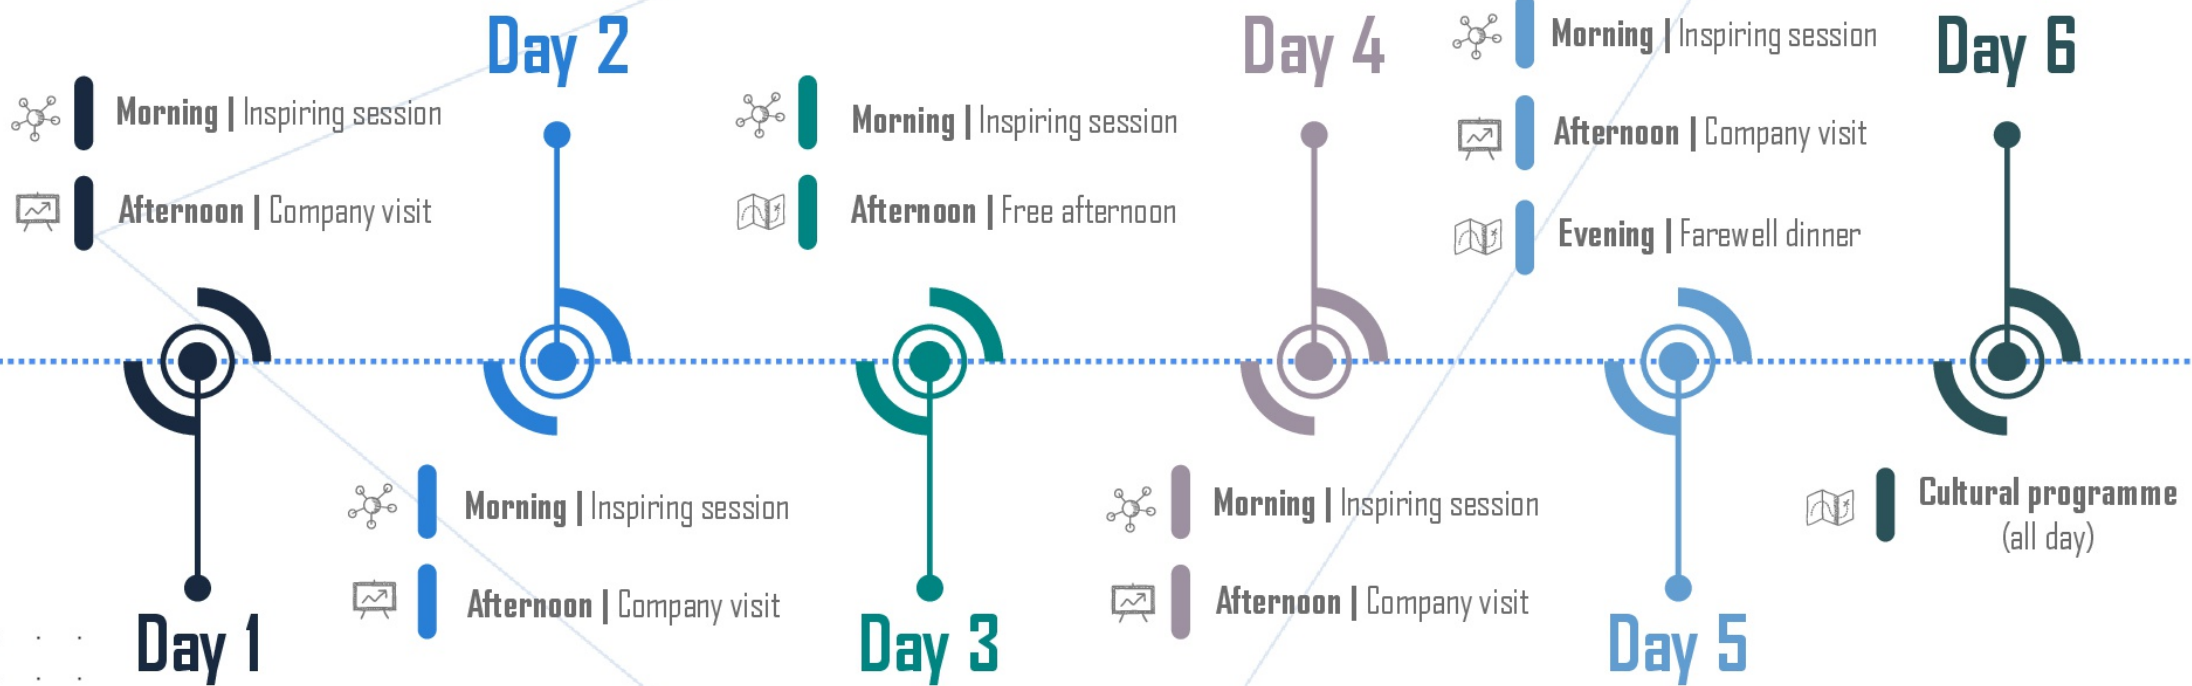 Day 1
Morning | Inspiring session
Afternoon | Company visit
Day 2
Morning | Inspiring session
Afternoon | Company visit
Day 3
Morning | Inspiring session
Afternoon | Free afternoon
Day 4
Morning | Inspiring session
Afternoon | Company visit
Day 5
Morning | Inspiring session
Afternoon | Company visit
Evening | Farewell dinner
Day 6
Cultural programme
(all day)